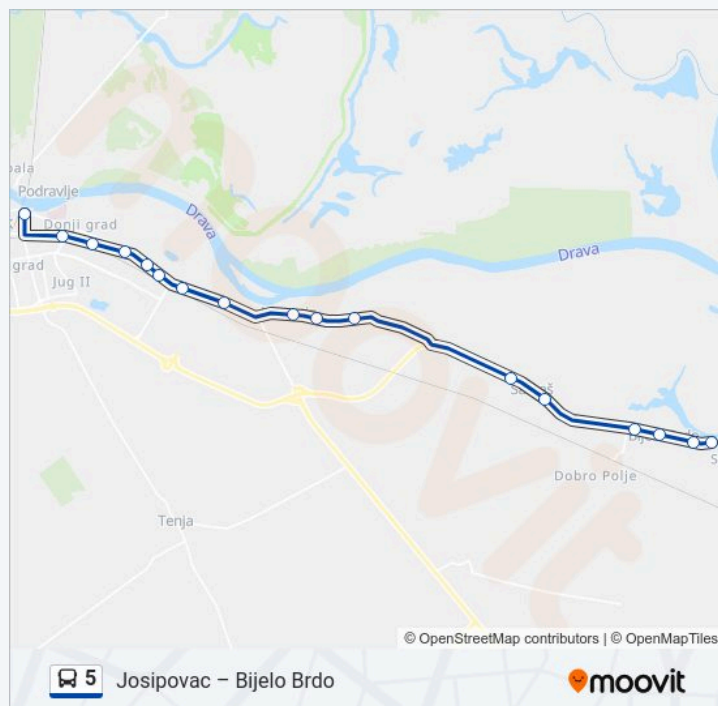 Podravlje
Donji grad
Drava
Drava
grad
Jug II
Dobro Polje
Tenja
© OpenStreetMap contributors | © OpenMapTiles
5 Josipovac – Bijelo Brdo
moovit